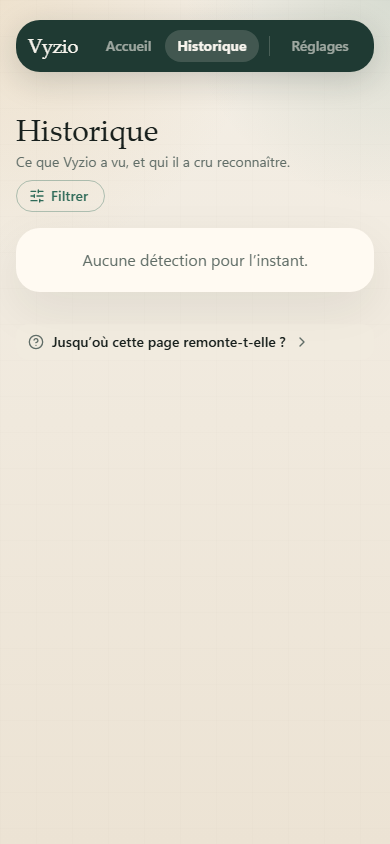 Vyzio Accueil Historique Réglages
Historique
Ce que Vyzio a vu, et qui il a cru reconnaître.
Filtrer
Aucune détection pour l’instant.
Jusqu’où cette page remonte-t-elle ?